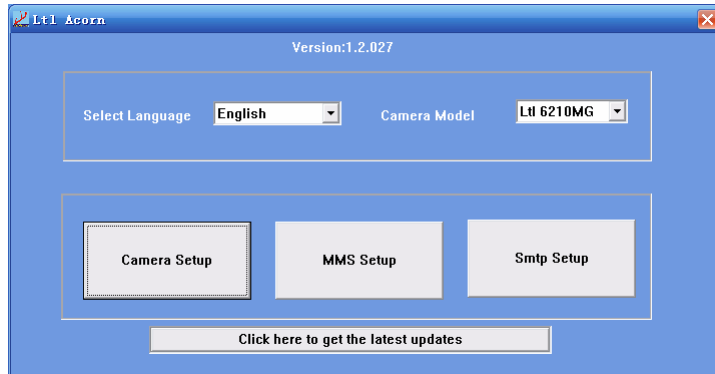 Ltl Acorn
Version:1.2.027
Select Language English Camera Model Ltl 6210MG
Camera Setup MMS Setup Smtp Setup
Click here to get the latest updates